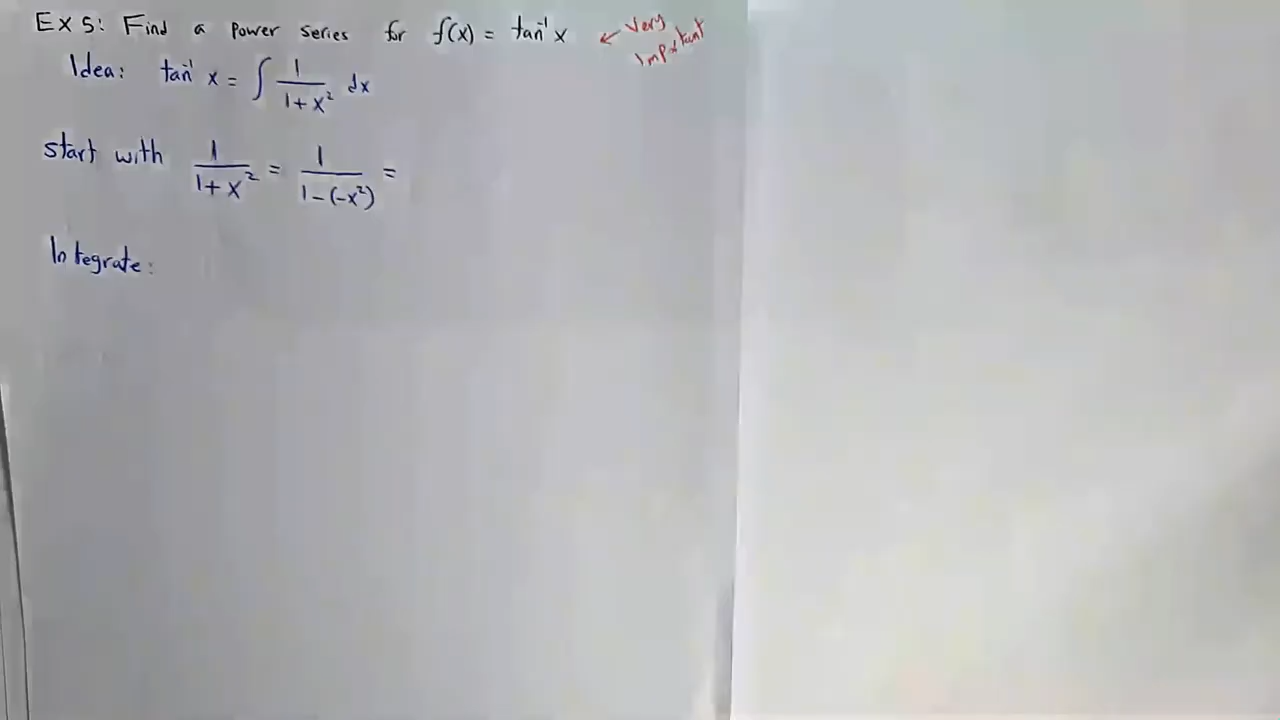 Ex 5: Find a power series for f(x) = tan⁻¹ x ← Very important
Idea: tan⁻¹ x = ∫ 1/(1+x²) dx
start with 1/(1+x²) = 1/(1-(-x²)) =
Integrate: